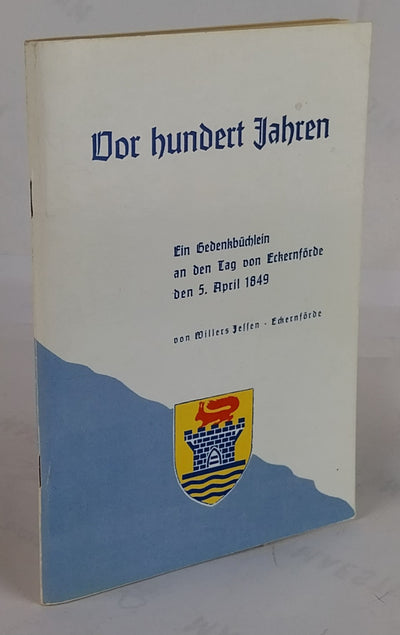 Vor hundert Jahren
Ein Gedenkbüchlein
an den Tag von Eckernförde
den 5. April 1849
von Willers Jessen - Eckernförde